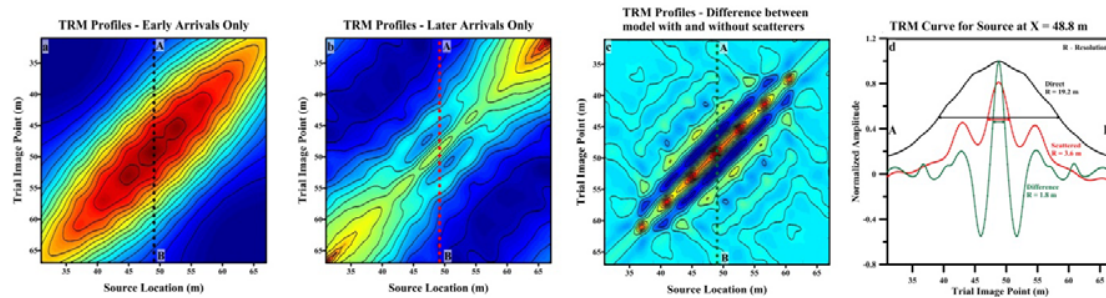 TRM Profiles - Early Arrivals Only
a
A
B
35
40
45
50
55
60
65
Trial Image Point (m)
35 40 45 50 55 60 65
Source Location (m)
TRM Profiles - Later Arrivals Only
b
A
B
35
40
45
50
55
60
65
Trial Image Point (m)
35 40 45 50 55 60 65
Source Location (m)
TRM Profiles - Difference between
model with and without scatterers
c
A
B
35
40
45
50
55
60
65
Trial Image Point (m)
35 40 45 50 55 60 65
Source Location (m)
TRM Curve for Source at X = 48.8 m
d
R - Resolution
1.2
0.8
0.4
0
-0.4
-0.8
Normalized Amplitude
A
Direct
R = 19.2 m
Scattered
R = 3.6 m
Difference
R = 1.8 m
40 50 60
Trial Image Point (m)